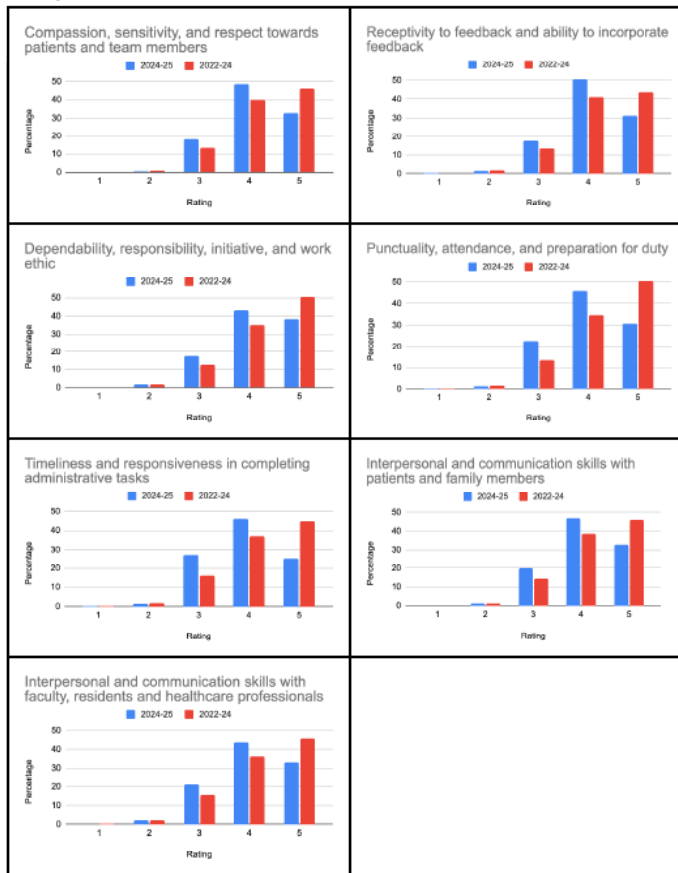 Compassion, sensitivity, and respect towards
patients and team members
2024-25 2022-24
50
40
30
20
10
0
Percentage
1 2 3 4 5
Rating
Receptivity to feedback and ability to incorporate
feedback
2024-25 2022-24
50
40
30
20
10
0
Percentage
1 2 3 4 5
Rating
Dependability, responsibility, initiative, and work
ethic
2024-25 2022-24
50
40
30
20
10
0
Percentage
1 2 3 4 5
Rating
Punctuality, attendance, and preparation for duty
2024-25 2022-24
50
40
30
20
10
0
Percentage
1 2 3 4 5
Rating
Timeliness and responsiveness in completing
administrative tasks
2024-25 2022-24
50
40
30
20
10
0
Percentage
1 2 3 4 5
Rating
Interpersonal and communication skills with
patients and family members
2024-25 2022-24
50
40
30
20
10
0
Percentage
1 2 3 4 5
Rating
Interpersonal and communication skills with
faculty, residents and healthcare professionals
2024-25 2022-24
50
40
30
20
10
0
Percentage
1 2 3 4 5
Rating